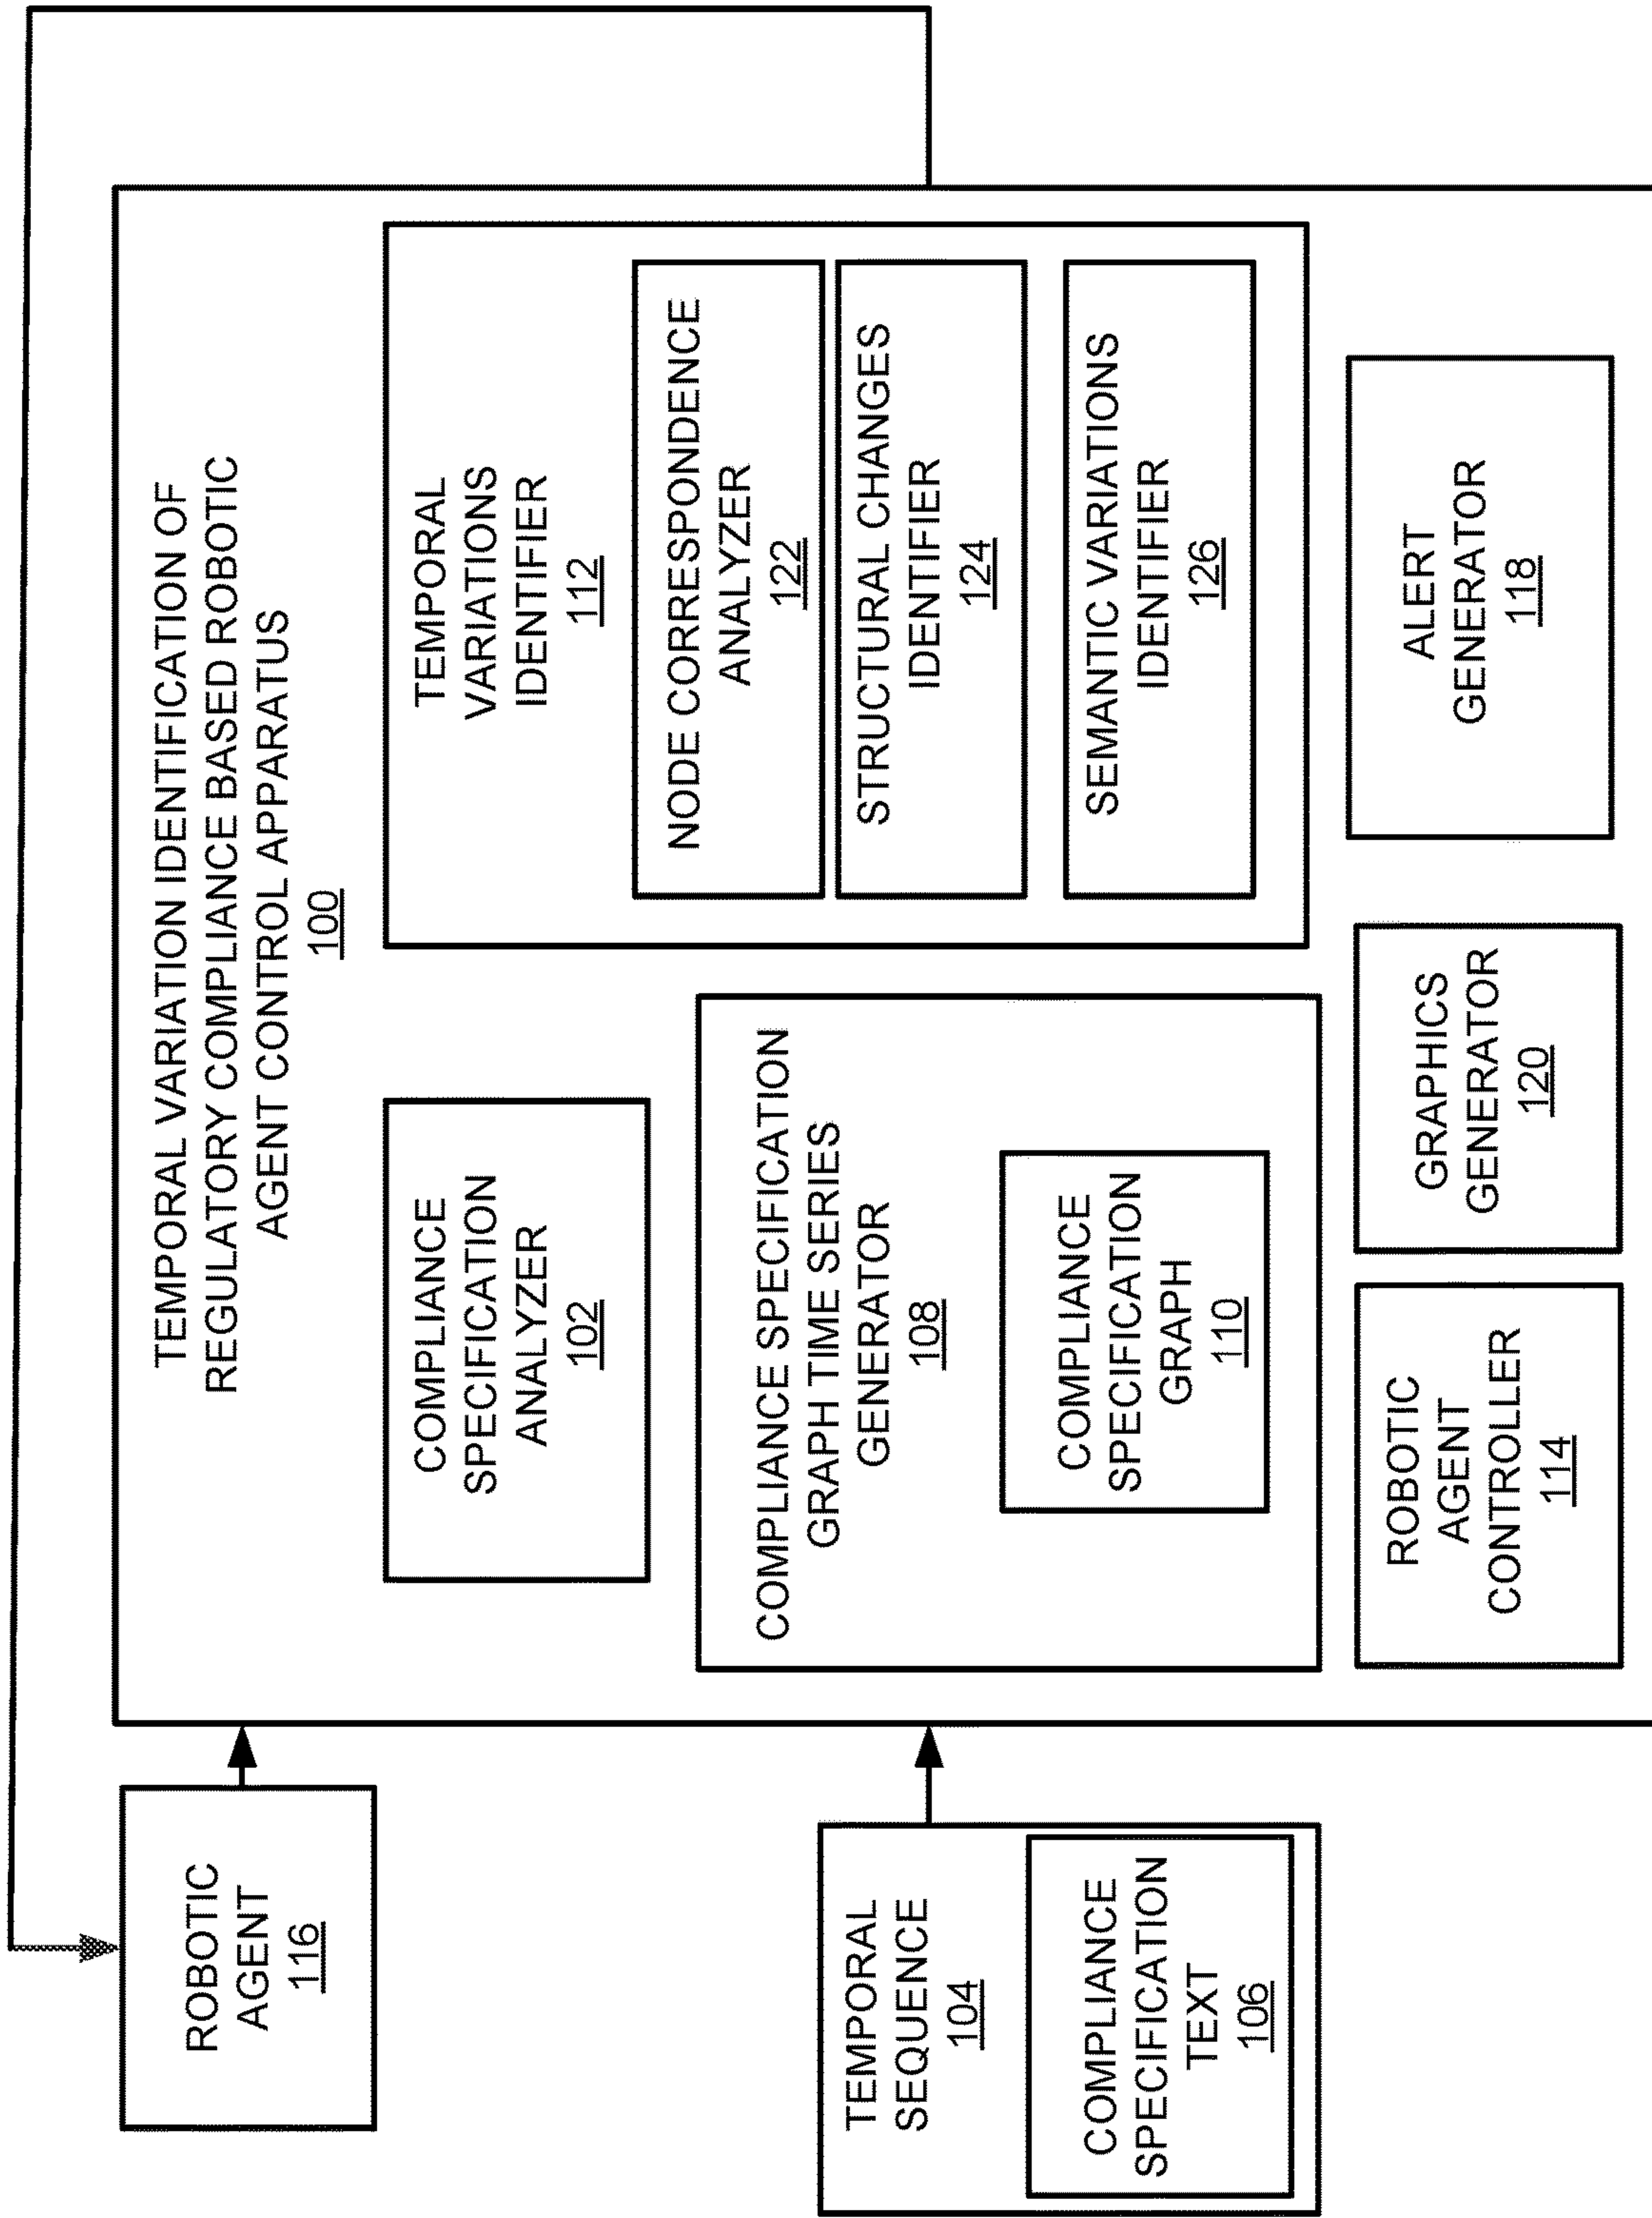 TEMPORAL VARIATION IDENTIFICATION OF
REGULATORY COMPLIANCE BASED ROBOTIC
AGENT CONTROL APPARATUS
100
ROBOTIC
AGENT
116
TEMPORAL
SEQUENCE
104
COMPLIANCE
SPECIFICATION
TEXT
106
COMPLIANCE
SPECIFICATION
ANALYZER
102
COMPLIANCE SPECIFICATION
GRAPH TIME SERIES
GENERATOR
108
COMPLIANCE
SPECIFICATION
GRAPH
110
TEMPORAL
VARIATIONS
IDENTIFIER
112
NODE CORRESPONDENCE
ANALYZER
122
STRUCTURAL CHANGES
IDENTIFIER
124
SEMANTIC VARIATIONS
IDENTIFIER
126
ROBOTIC
AGENT
CONTROLLER
114
GRAPHICS
GENERATOR
120
ALERT
GENERATOR
118